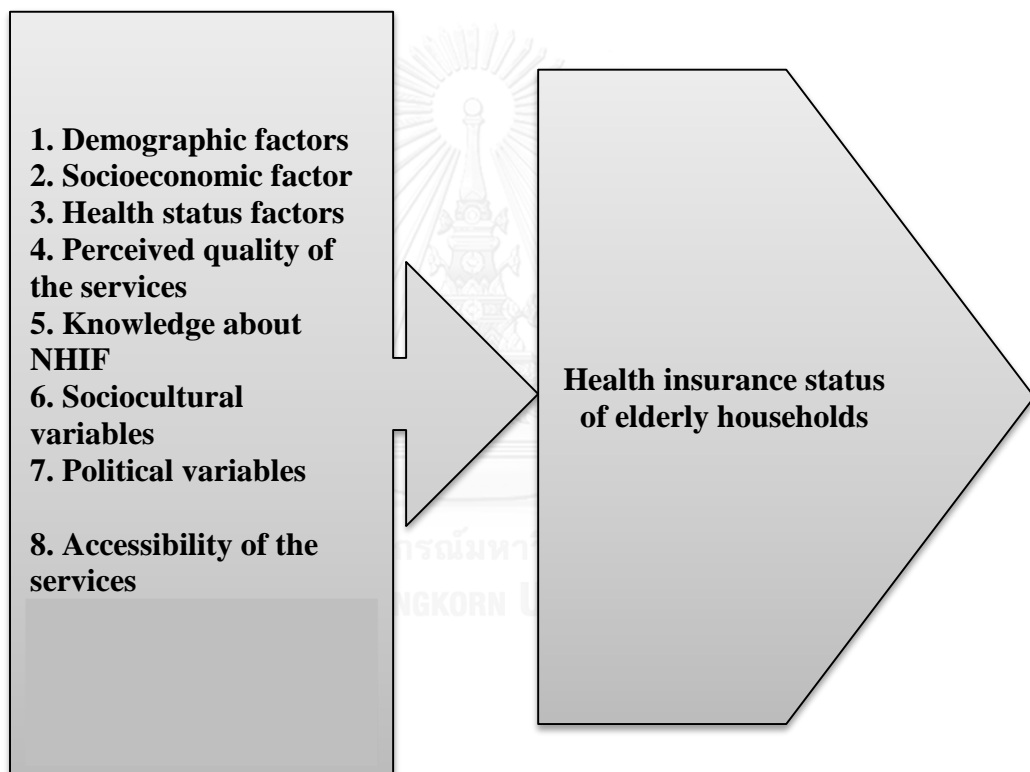 1. Demographic factors
2. Socioeconomic factor
3. Health status factors
4. Perceived quality of
the services
5. Knowledge about
NHIF
6. Sociocultural
variables
7. Political variables
8. Accessibility of the
services
Health insurance status
of elderly households